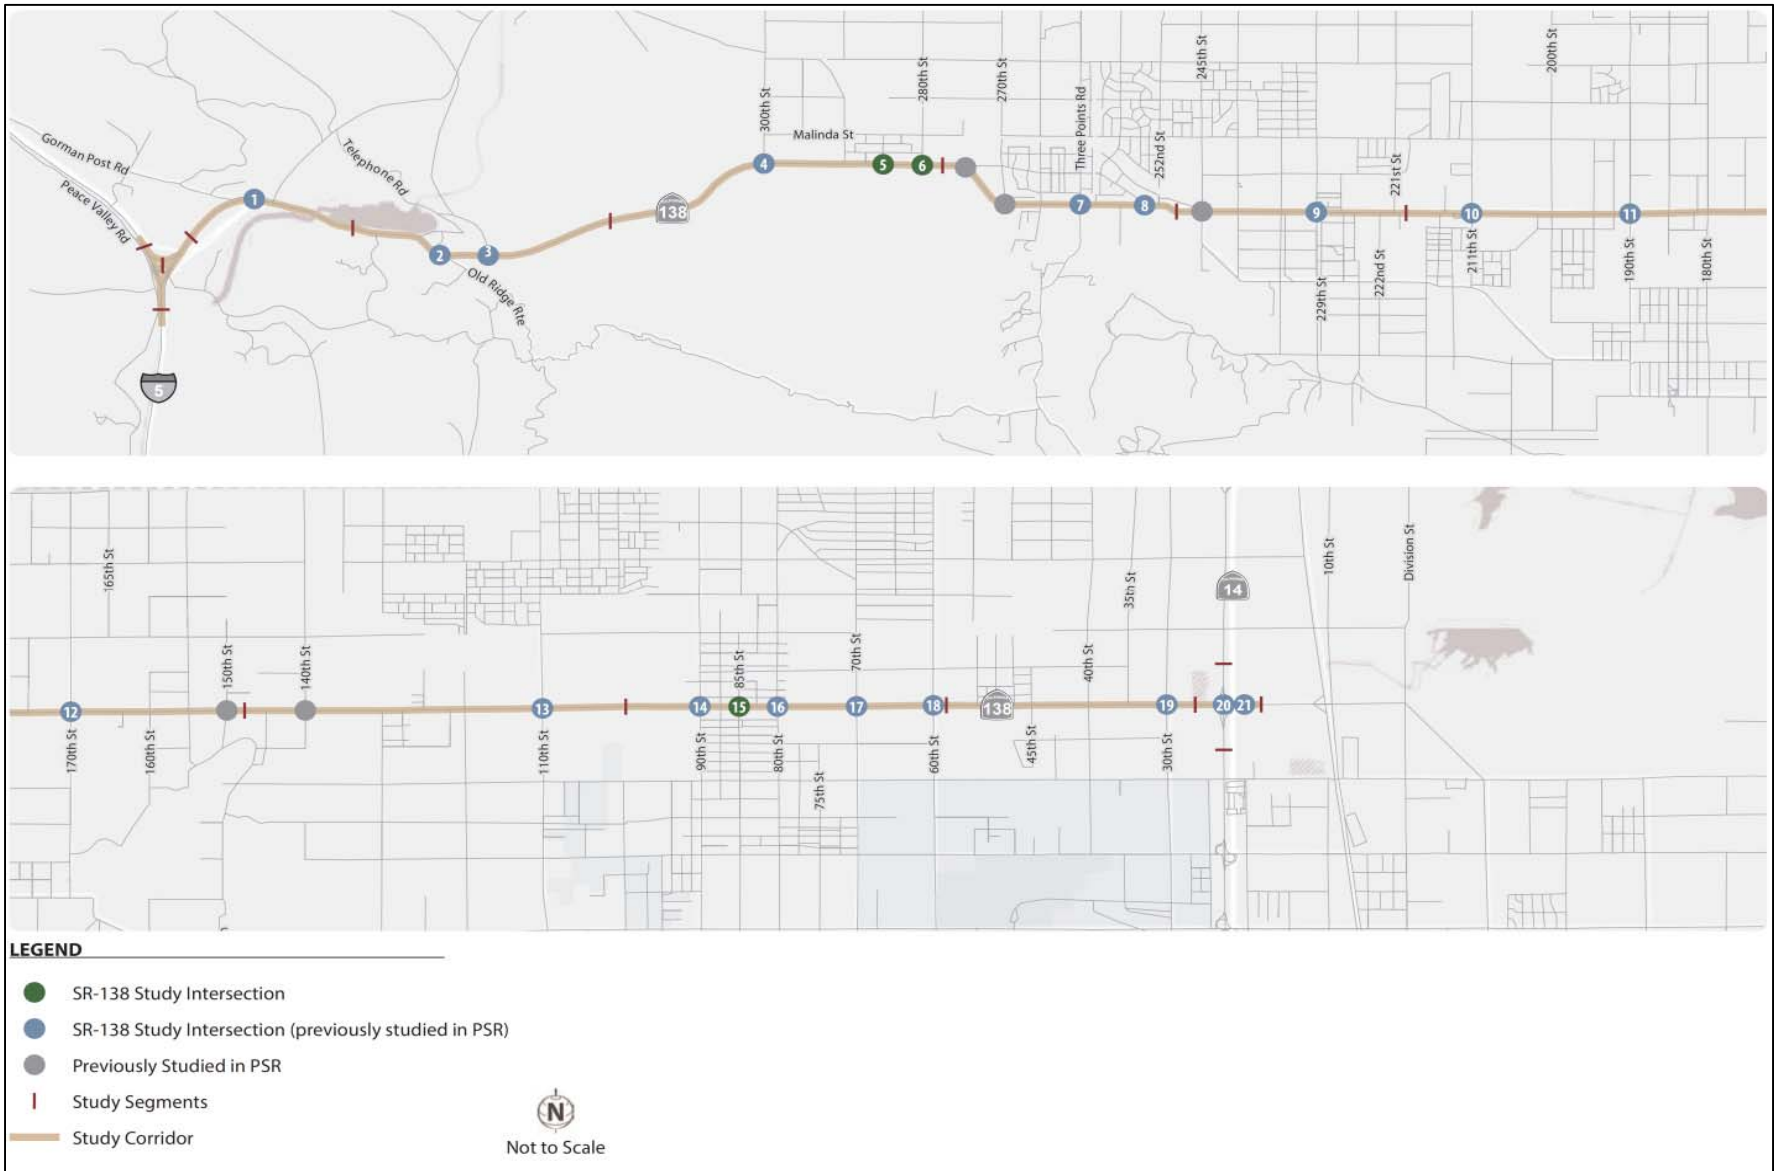 Gorman Post Rd
Peace Valley Rd
Telephone Rd
Old Ridge Rte
300th St
Malinda St
280th St
270th St
Three Points Rd
252nd St
245th St
229th St
222nd St
221st St
211th St
200th St
190th St
180th St
1
2
3
138
4
5
6
7
8
9
10
11
5
170th St
165th St
160th St
150th St
140th St
110th St
90th St
85th St
80th St
75th St
70th St
60th St
45th St
40th St
35th St
30th St
14
10th St
Division St
12
13
14
15
16
17
18
138
19
20
21
LEGEND
SR-138 Study Intersection
SR-138 Study Intersection (previously studied in PSR)
Previously Studied in PSR
Study Segments
Study Corridor
N
Not to Scale